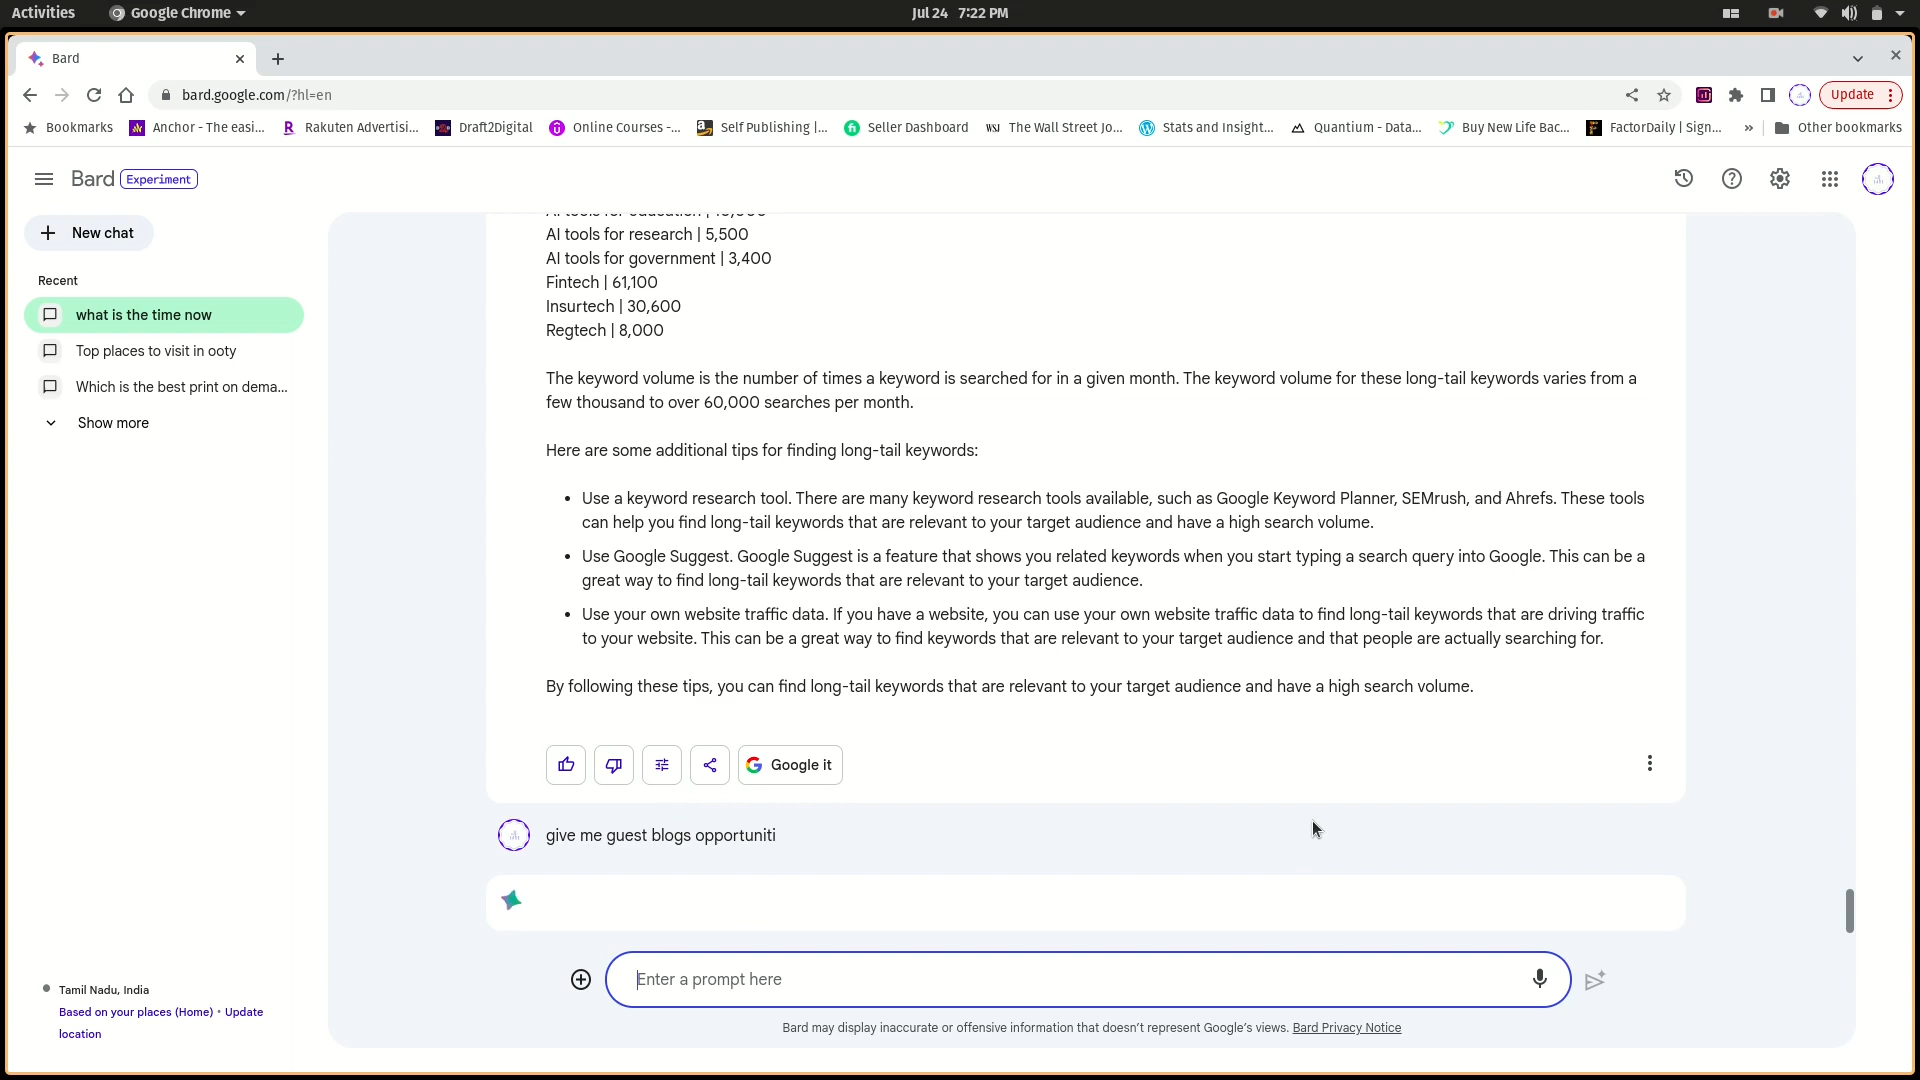 Activities
Google Chrome
Jul 24 7:22 PM
Bard
bard.google.com/?hl=en
Update
Bookmarks
Anchor - The easi...
Rakuten Advertisi...
Draft2Digital
Online Courses -...
Self Publishing |...
Seller Dashboard
WSJ The Wall Street Jo...
Stats and Insight...
Quantium - Data...
Buy New Life Bac...
FactorDaily | Sign...
»
Other bookmarks
Bard Experiment
New chat
Recent
what is the time now
Top places to visit in ooty
Which is the best print on dema...
Show more
Tamil Nadu, India
Based on your places (Home) • Update
location
AI tools for research | 5,500
AI tools for government | 3,400
Fintech | 61,100
Insurtech | 30,600
Regtech | 8,000
The keyword volume is the number of times a keyword is searched for in a given month. The keyword volume for these long-tail keywords varies from a
few thousand to over 60,000 searches per month.
Here are some additional tips for finding long-tail keywords:
• Use a keyword research tool. There are many keyword research tools available, such as Google Keyword Planner, SEMrush, and Ahrefs. These tools
can help you find long-tail keywords that are relevant to your target audience and have a high search volume.
• Use Google Suggest. Google Suggest is a feature that shows you related keywords when you start typing a search query into Google. This can be a
great way to find long-tail keywords that are relevant to your target audience.
• Use your own website traffic data. If you have a website, you can use your own website traffic data to find long-tail keywords that are driving traffic
to your website. This can be a great way to find keywords that are relevant to your target audience and that people are actually searching for.
By following these tips, you can find long-tail keywords that are relevant to your target audience and have a high search volume.
Google it
give me guest blogs opportuniti
Enter a prompt here
Bard may display inaccurate or offensive information that doesn't represent Google's views. Bard Privacy Notice